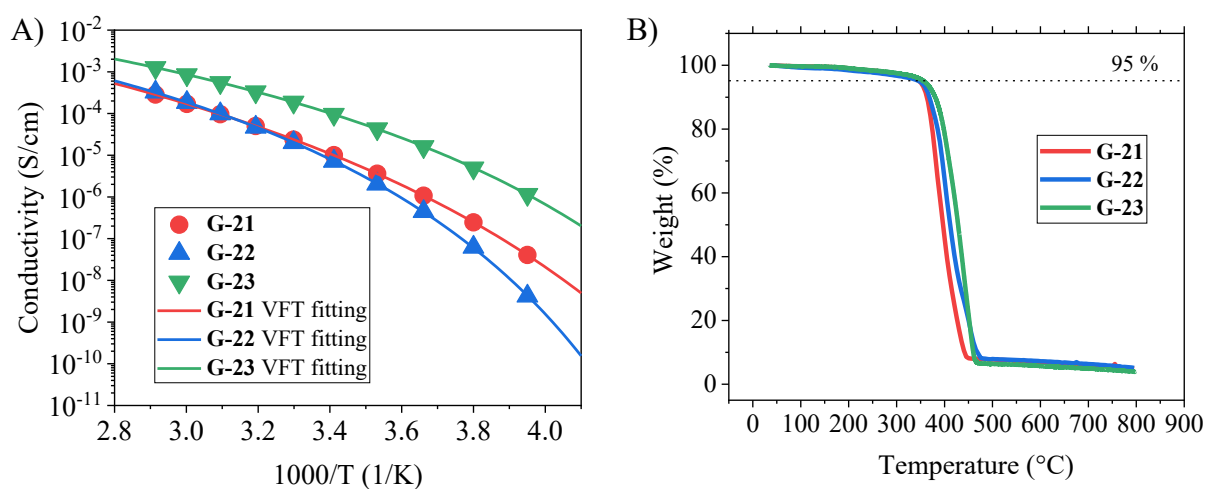 A)
Conductivity (S/cm)
10⁻²
10⁻³
10⁻⁴
10⁻⁵
10⁻⁶
10⁻⁷
10⁻⁸
10⁻⁹
10⁻¹⁰
10⁻¹¹
G-21
G-22
G-23
G-21 VFT fitting
G-22 VFT fitting
G-23 VFT fitting
2.8 3.0 3.2 3.4 3.6 3.8 4.0
1000/T (1/K)
B)
Weight (%)
100
80
60
40
20
0
95 %
G-21
G-22
G-23
0 100 200 300 400 500 600 700 800 900
Temperature (°C)